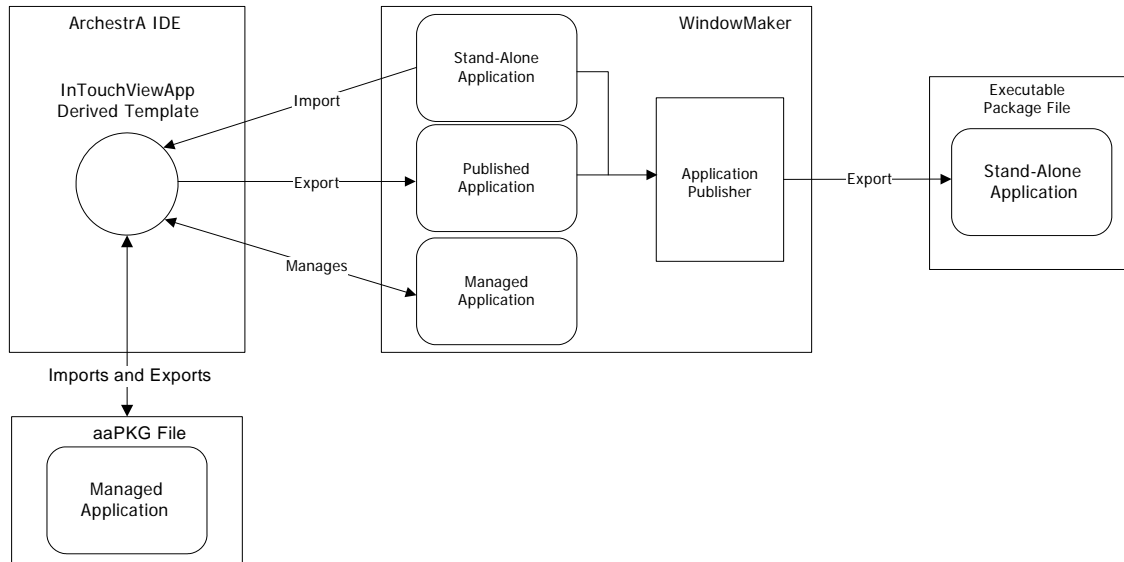 ArchestrA IDE
InTouchViewApp
Derived Template
Import
Export
Manages
Imports and Exports
aaPKG File
Managed
Application
WindowMaker
Stand-Alone
Application
Published
Application
Managed
Application
Application
Publisher
Export
Executable
Package File
Stand-Alone
Application